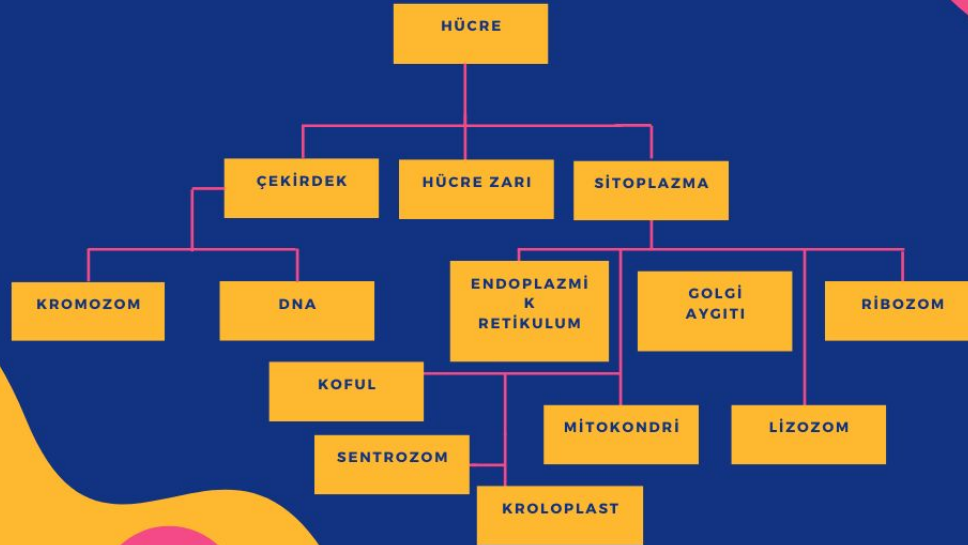 HÜCRE
ÇEKİRDEK
HÜCRE ZARI
SİTOPLAZMA
KROMOZOM
DNA
ENDOPLAZMİ
K
RETİKULUM
GOLGİ
AYGITI
RİBOZOM
KOFUL
MİTOKONDRİ
LİZOZOM
SENTROZOM
KROLOPLAST